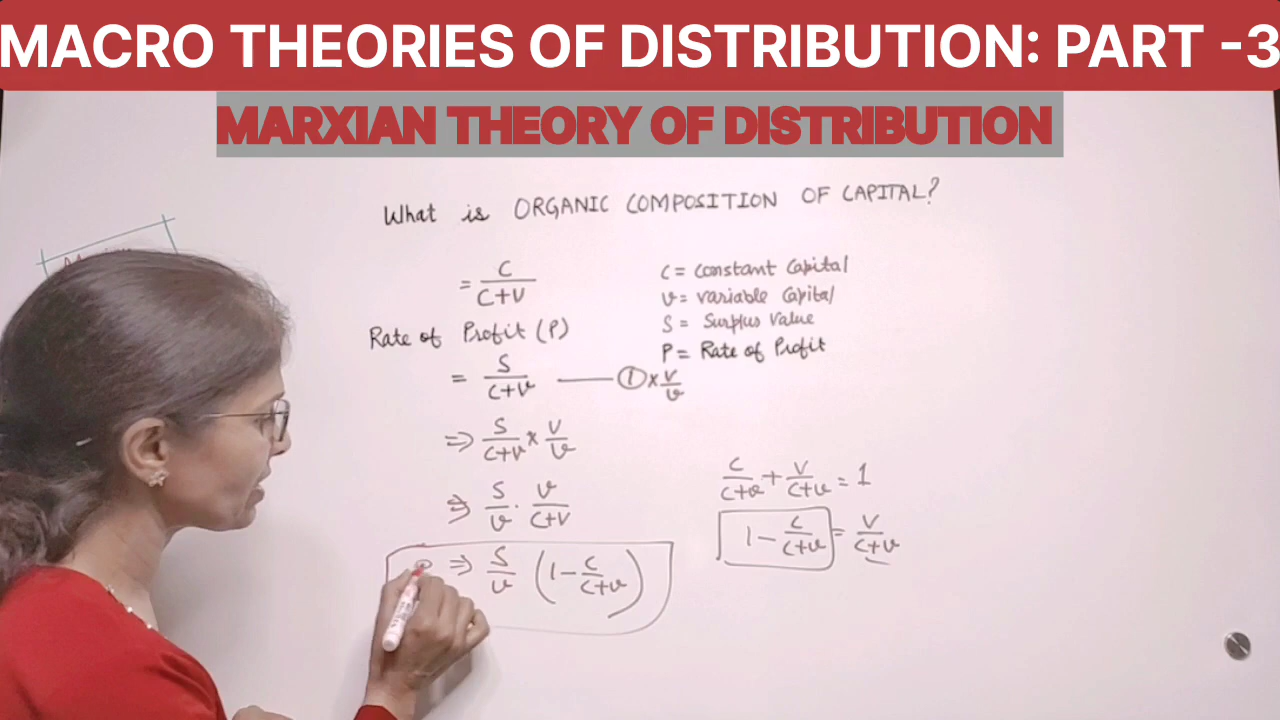 MACRO THEORIES OF DISTRIBUTION: PART -3
MARXIAN THEORY OF DISTRIBUTION
What is ORGANIC COMPOSITION OF CAPITAL?
= C/(C+V)
C = Constant Capital
V = Variable Capital
S = Surplus Value
P = Rate of Profit
Rate of Profit (P)
= S/(C+V) —— ① × V/V
⇒ S/(C+V) × V/V
⇒ S/V · V/(C+V)
P ⇒ S/V (1 - C/(C+V))
C/(C+V) + V/(C+V) = 1
1 - C/(C+V) = V/(C+V)